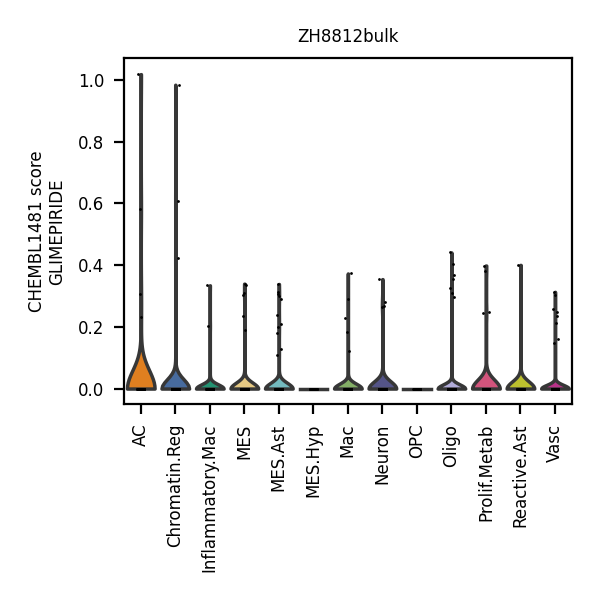 ZH8812bulk
CHEMBL1481 score
GLIMEPIRIDE
1.0
0.8
0.6
0.4
0.2
0.0
AC
Chromatin.Reg
Inflammatory.Mac
MES
MES.Ast
MES.Hyp
Mac
Neuron
OPC
Oligo
Prolif.Metab
Reactive.Ast
Vasc